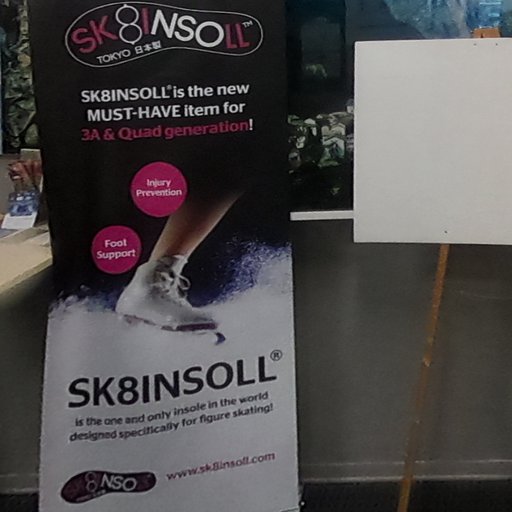 SK8INSOLL™
TOKYO 日本製
SK8INSOLL® is the new
MUST-HAVE item for
3A & Quad generation!
Injury
Prevention
Foot
Support
SK8INSOLL®
is the one and only insole in the world
designed specifically for figure skating!
SK8INSO
www.sk8insoll.com